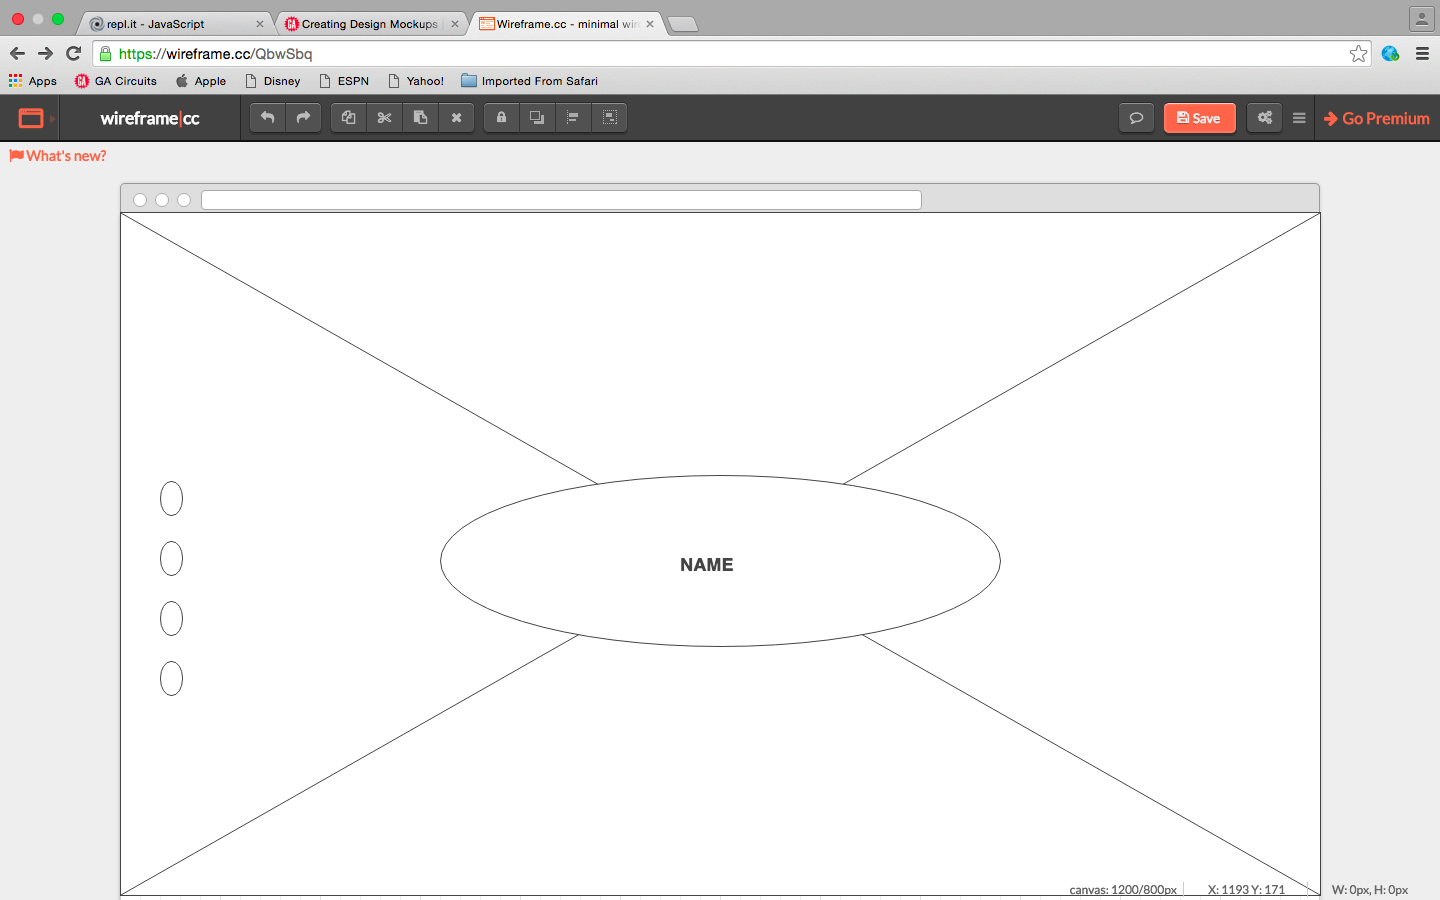 repl.it - JavaScript
Creating Design Mockups
Wireframe.cc - minimal wire
https://wireframe.cc/QbwSbq
Apps GA Circuits Apple Disney ESPN Yahoo! Imported From Safari
wireframe|cc Save Go Premium
What's new?
NAME
canvas: 1200/800px X: 1193 Y: 171 W: 0px, H: 0px